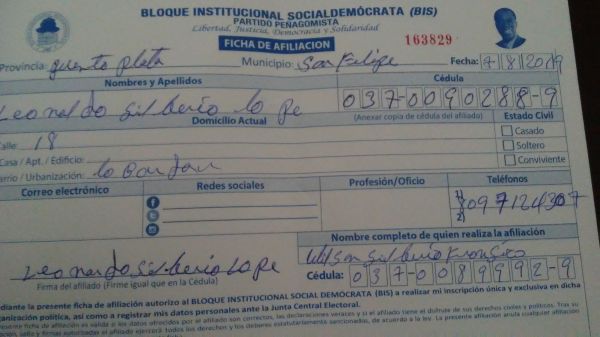 BLOQUE INSTITUCIONAL SOCIALDEMÓCRATA (BIS)
PARTIDO PEÑAGOMISTA
Libertad, Justicia, Democracia y Solidaridad
FICHA DE AFILIACION
163829
Provincia: puerto plata Municipio: San Felipe Fecha: 7/8/2019
Nombres y Apellidos Cédula
Leonardo Silberio lope 037-0090288-9
Domicilio Actual (Anexar copia de cédula del afiliado) Estado Civil
Calle: 18 Casado
Casa / Apt. / Edificio: Soltero
Barrio / Urbanización: Conviviente
Correo electrónico Redes sociales Profesión/Oficio Teléfonos
1) 8097124307
2)
Nombre completo de quien realiza la afiliación
Wilson Silberio Fransico
Leonardo Silberio Lope Cédula: 037-0089992-9
Firma del afiliado (Firme igual que en la Cédula)
mediante la presente ficha de afiliación autorizo al BLOQUE INSTITUCIONAL SOCIALDEMÓCRATA (BIS) a realizar mi inscripción única y exclusiva en dicha
organización política, así como a registrar mis datos personales ante la Junta Central Electoral.